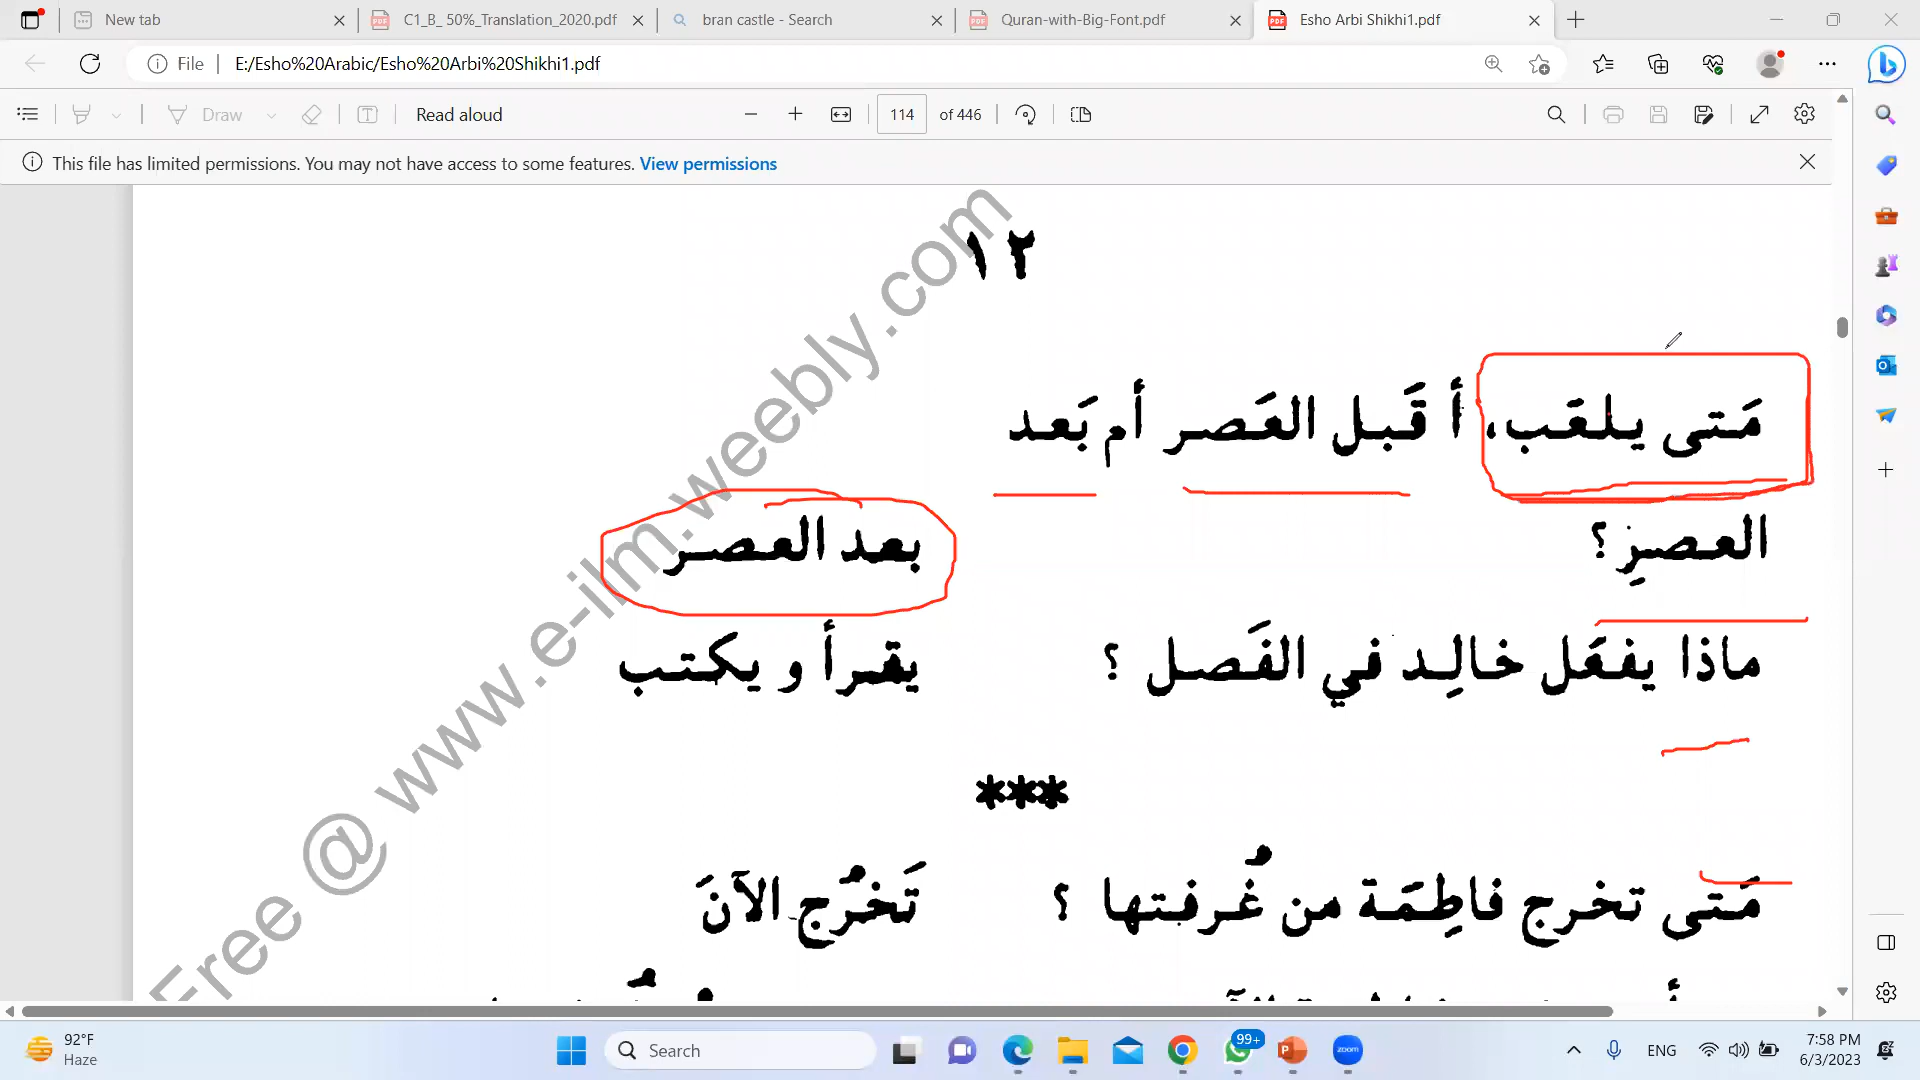 New tab
C1_B_ 50%_Translation_2020.pdf
bran castle - Search
Quran-with-Big-Font.pdf
Esho Arbi Shikhi1.pdf
File
E:/Esho%20Arabic/Esho%20Arbi%20Shikhi1.pdf
Draw
Read aloud
114 of 446
This file has limited permissions. You may not have access to some features. View permissions
١٢
مَتى يلعَب، أ قَبل العَصر أم بَعد
العصرِ ؟
بعد العصر
ماذا يفعَل خالِد في الفَصل ؟
يقرأ و يكتب
***
مَتى تخرج فاطِمَة من غُرفتها ؟
تَخرُج الآنَ
Free @ www.e-ilm.weebly.com
92°F
Haze
Search
99+
zoom
ENG
7:58 PM
6/3/2023